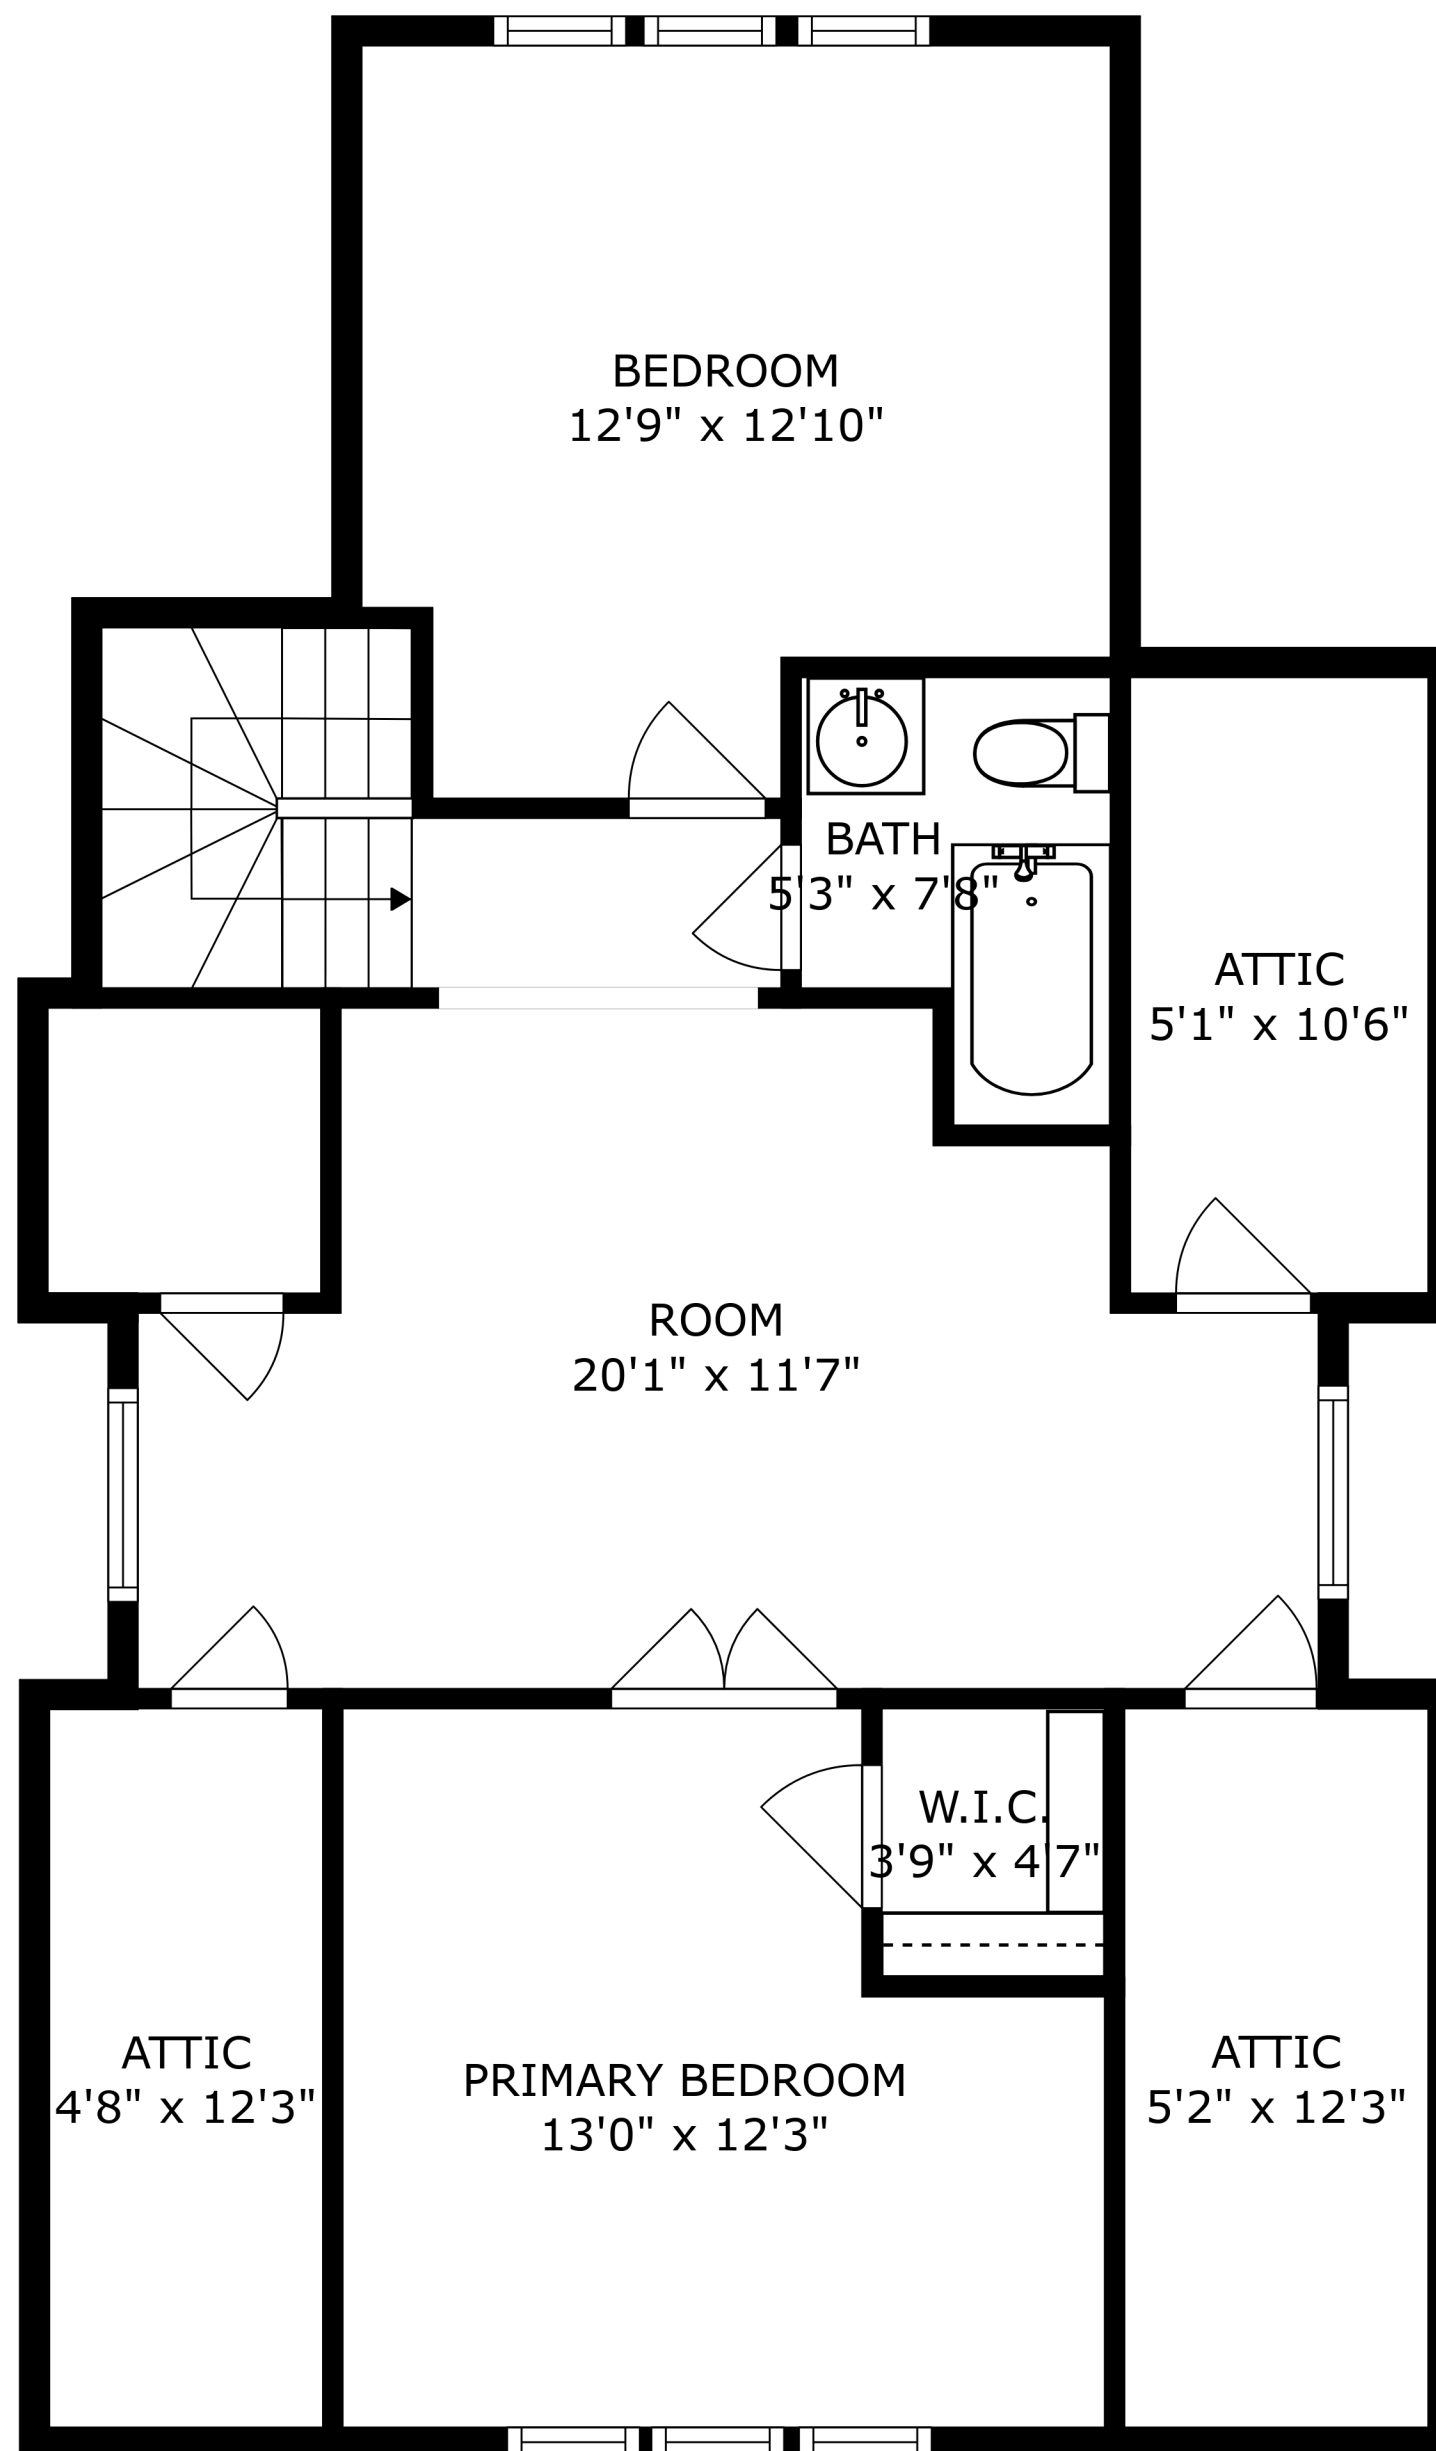 BEDROOM
12'9" x 12'10"
BATH
5'3" x 7'8"
ATTIC
5'1" x 10'6"
ROOM
20'1" x 11'7"
W.I.C.
3'9" x 4'7"
ATTIC
4'8" x 12'3"
PRIMARY BEDROOM
13'0" x 12'3"
ATTIC
5'2" x 12'3"